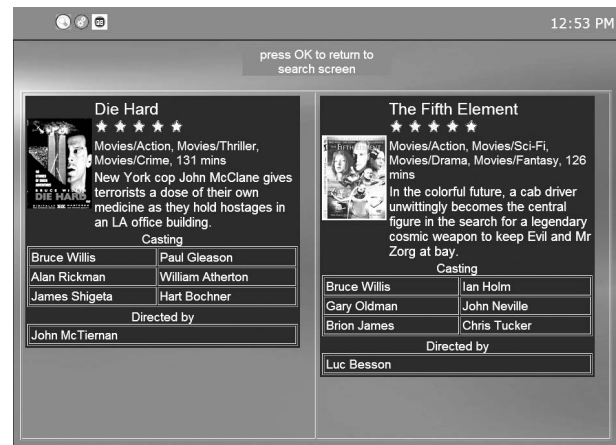 12:53 PM
press OK to return to
search screen
Die Hard
Movies/Action, Movies/Thriller,
Movies/Crime, 131 mins
New York cop John McClane gives
terrorists a dose of their own
medicine as they hold hostages in
an LA office building.
Casting
Bruce Willis Paul Gleason
Alan Rickman William Atherton
James Shigeta Hart Bochner
Directed by
John McTiernan
BRUCE WILLIS
DIE HARD
The Fifth Element
Movies/Action, Movies/Sci-Fi,
Movies/Drama, Movies/Fantasy, 126
mins
In the colorful future, a cab driver
unwittingly becomes the central
figure in the search for a legendary
cosmic weapon to keep Evil and Mr
Zorg at bay.
Casting
Bruce Willis Ian Holm
Gary Oldman John Neville
Brion James Chris Tucker
Directed by
Luc Besson